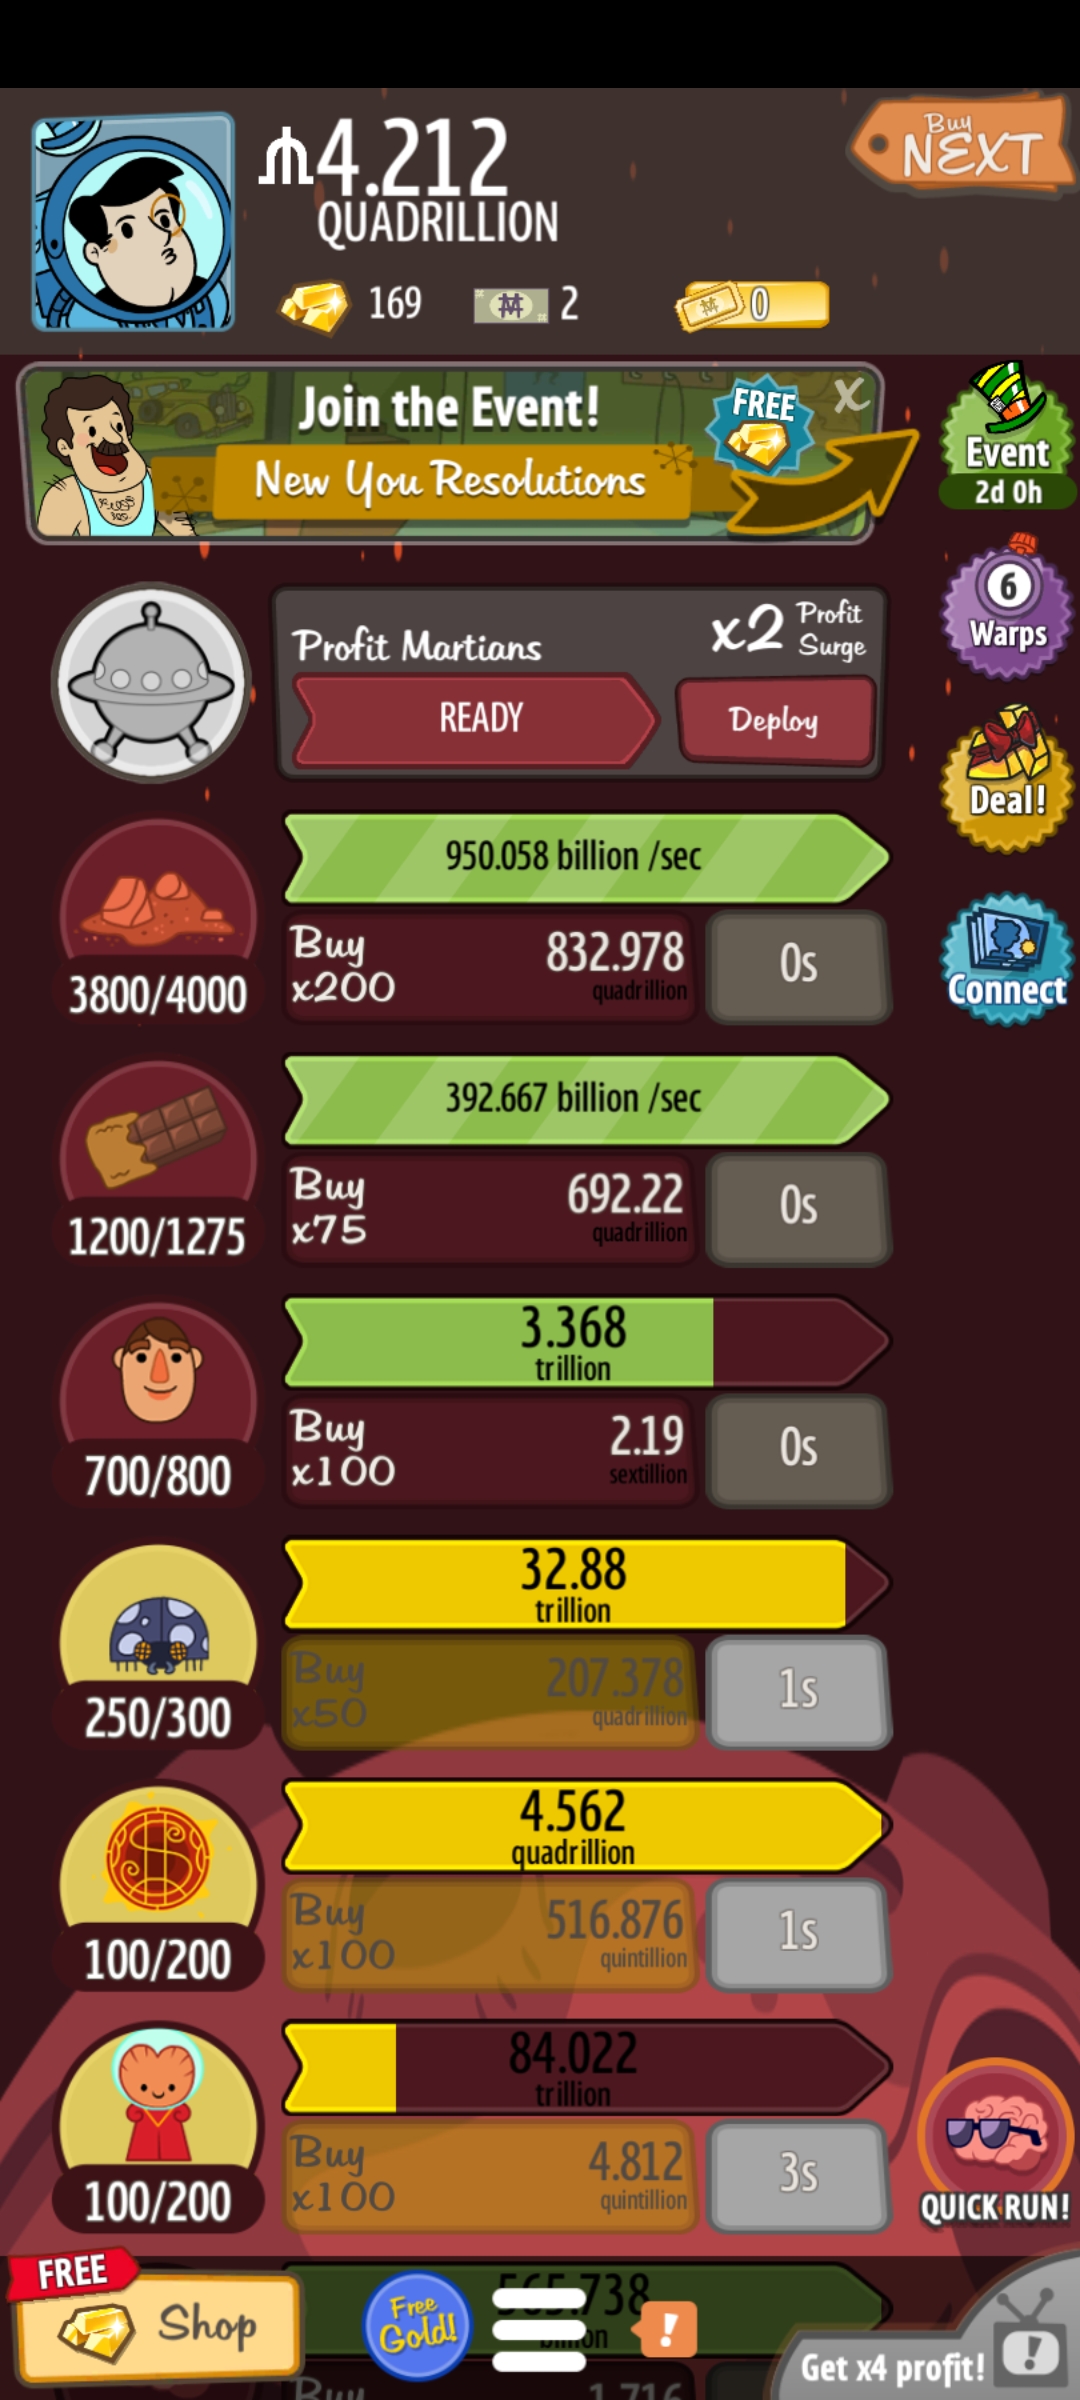 4.212
QUADRILLION
Buy
NEXT
169
2
0
Join the Event!
FREE
X
New You Resolutions
Event
2d 0h
6
Warps
Profit Martians
x2 Profit
Surge
READY
Deploy
Deal!
950.058 billion /sec
Buy
x200
832.978
quadrillion
0s
3800/4000
Connect
392.667 billion /sec
Buy
x75
692.22
quadrillion
0s
1200/1275
3.368
trillion
Buy
x100
2.19
sextillion
0s
700/800
32.88
trillion
Buy
x50
207.378
quadrillion
1s
250/300
4.562
quadrillion
Buy
x100
516.876
quintillion
1s
100/200
84.022
trillion
Buy
x100
4.812
quintillion
3s
100/200
QUICK RUN!
FREE
Shop
Free
Gold!
!
Get x4 profit!
!
Buy
1.716